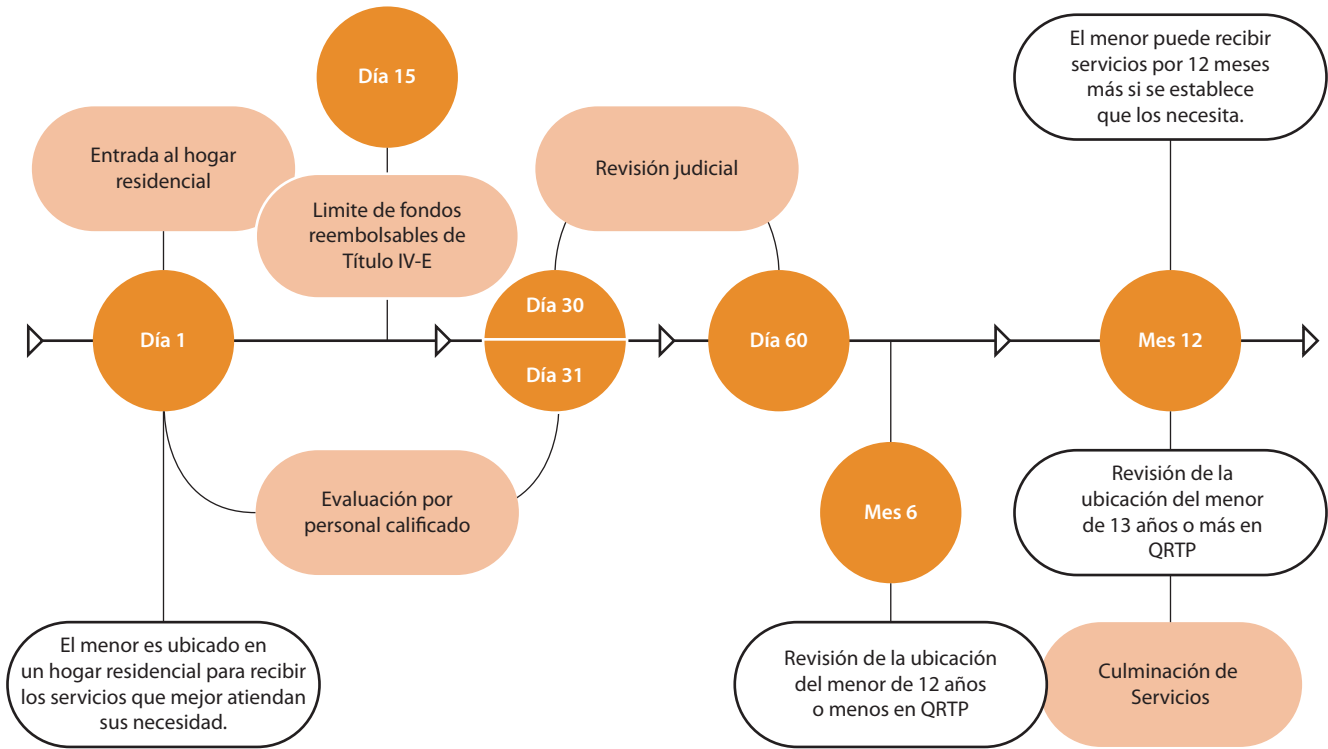 Día 15
El menor puede recibir
servicios por 12 meses
más si se establece
que los necesita.
Entrada al hogar
residencial
Revisión judicial
Limite de fondos
reembolsables de
Título IV-E
Día 1
Día 30
Día 31
Día 60
Mes 12
Evaluación por
personal calificado
Mes 6
Revisión de la
ubicación del menor
de 13 años o más en
QRTP
El menor es ubicado en
un hogar residencial para recibir
los servicios que mejor atiendan
sus necesidad.
Revisión de la ubicación
del menor de 12 años
o menos en QRTP
Culminación de
Servicios